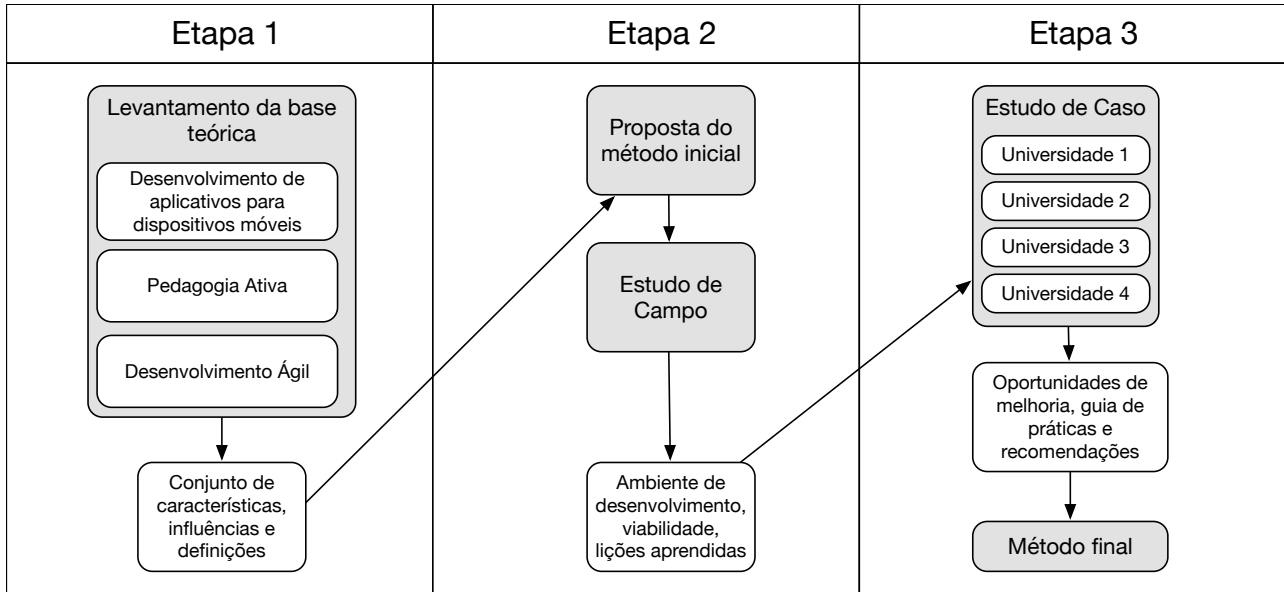 Etapa 1
Levantamento da base
teórica
Desenvolvimento de
aplicativos para
dispositivos móveis
Pedagogia Ativa
Desenvolvimento Ágil
Conjunto de
características,
influências e
definições
Etapa 2
Proposta do
método inicial
Estudo de
Campo
Ambiente de
desenvolvimento,
viabilidade,
lições aprendidas
Etapa 3
Estudo de Caso
Universidade 1
Universidade 2
Universidade 3
Universidade 4
Oportunidades de
melhoria, guia de
práticas e
recomendações
Método final